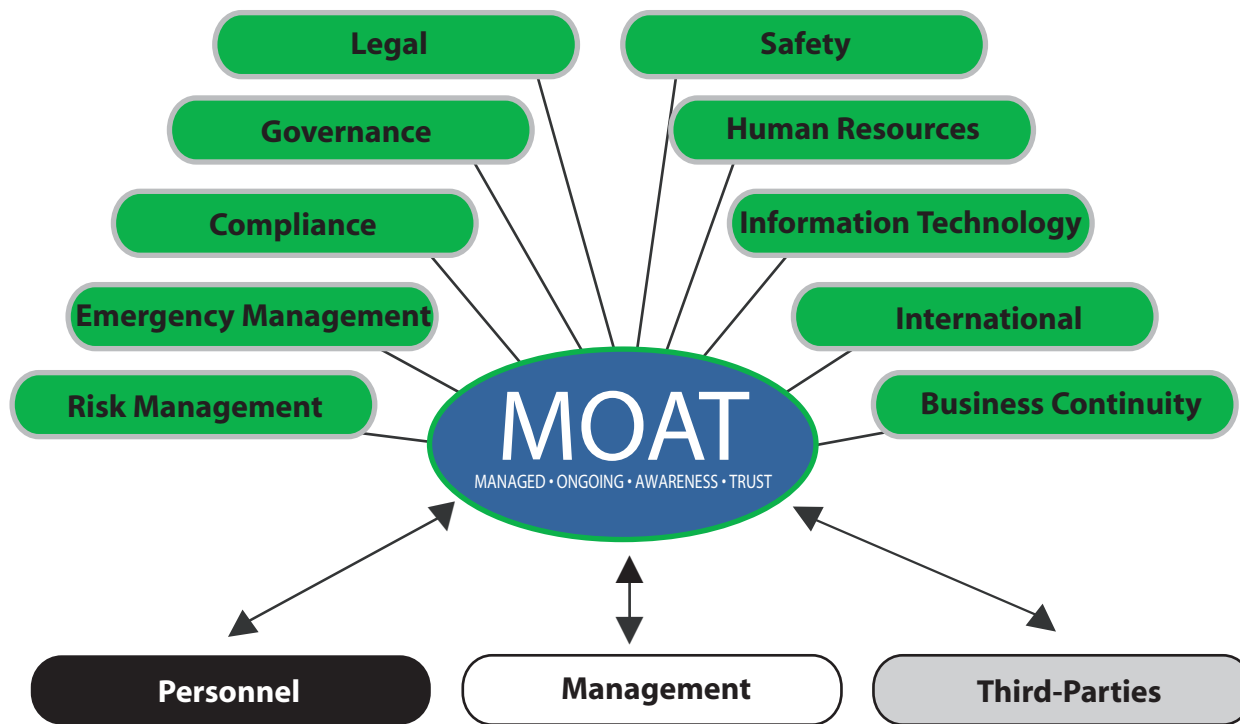 Legal
Safety
Governance
Human Resources
Compliance
Information Technology
Emergency Management
International
Risk Management
Business Continuity
MOAT
MANAGED • ONGOING • AWARENESS • TRUST
Personnel
Management
Third-Parties